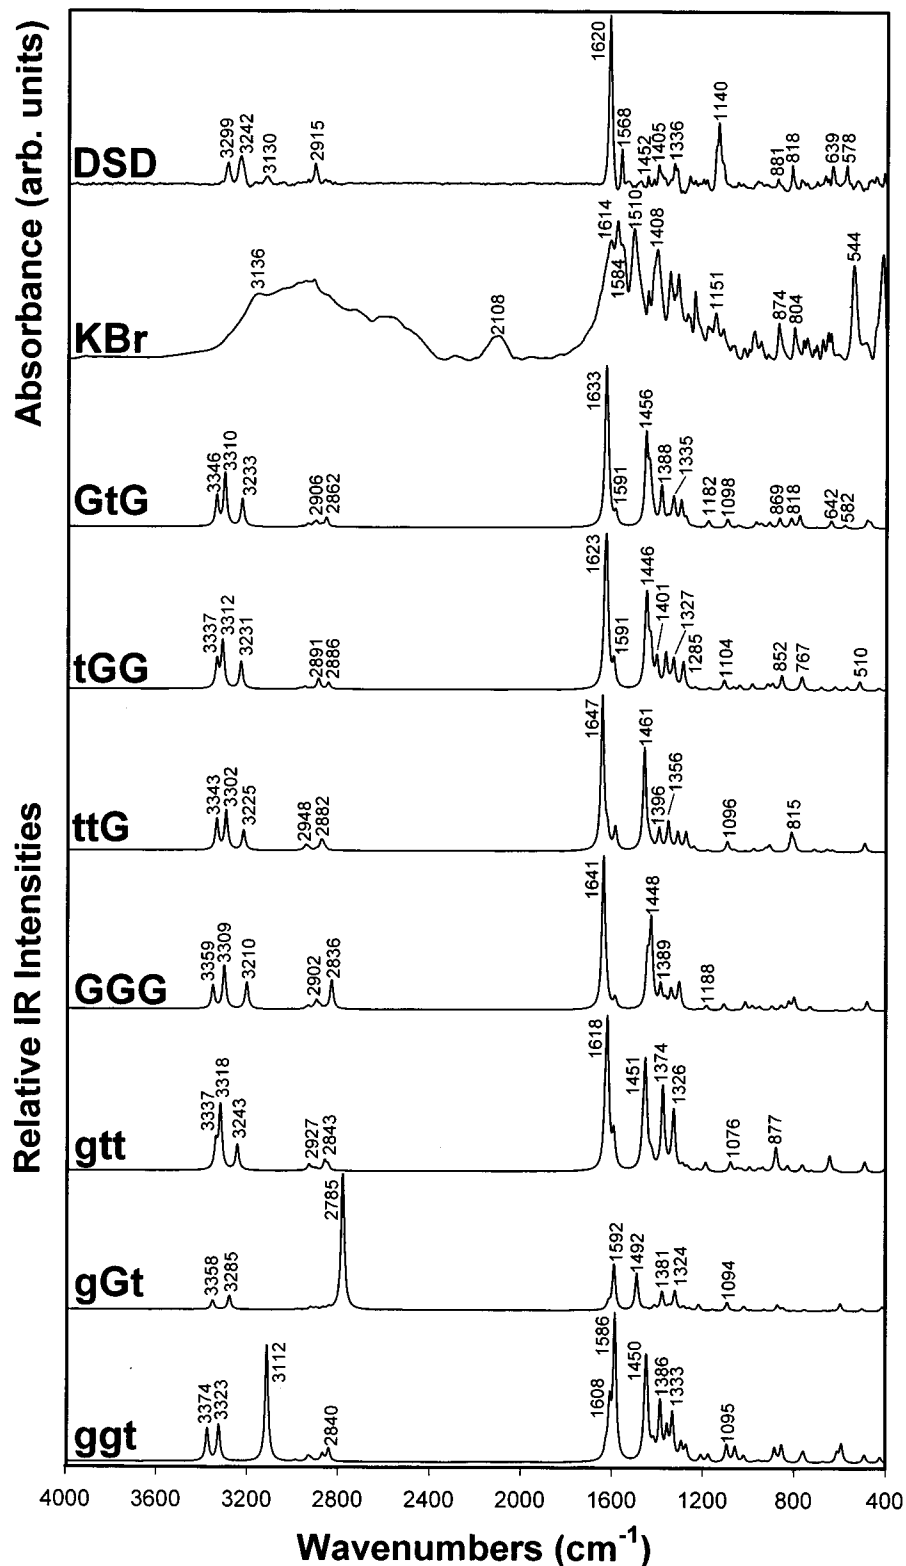 Absorbance (arb. units)
Relative IR Intensities
DSD
3299 3242 3130 2915 1620 1568 1452 1405 1336 1140 881 818 639 578
KBr
3136 2108 1614 1584 1510 1408 1151 874 804 544
GtG
3346 3310 3233 2906 2862 1633 1591 1456 1388 1335 1182 1098 869 818 642 582
tGG
3337 3312 3231 2891 2886 1623 1591 1446 1401 1327 1285 1104 852 767 510
ttG
3343 3302 3225 2948 2882 1647 1461 1396 1356 1096 815
GGG
3359 3309 3210 2902 2836 1641 1448 1389 1188
gtt
3337 3318 3243 2927 2843 1618 1451 1374 1326 1076 877
gGt
3358 3285 2785 1592 1492 1381 1324 1094
ggt
3374 3323 3112 2840 1608 1586 1450 1386 1333 1095
4000 3600 3200 2800 2400 2000 1600 1200 800 400
Wavenumbers (cm⁻¹)